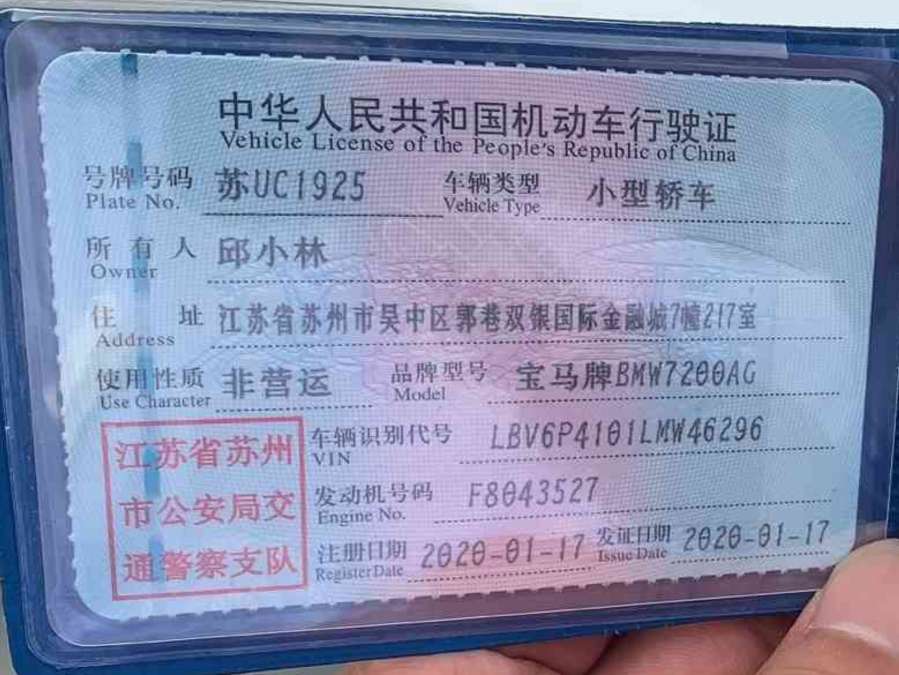 中华人民共和国机动车行驶证
Vehicle License of the People's Republic of China
号牌号码 苏UC1925 车辆类型 小型轿车
Plate No. Vehicle Type
所有人 邱小林
Owner
住址 江苏省苏州市吴中区郭巷双银国际金融城7幢217室
Address
使用性质 非营运 品牌型号 宝马牌BMW7200AG
Use Character Model
江苏省苏州
市公安局交
通警察支队
车辆识别代号 LBV6P4101LMW46296
VIN
发动机号码 F8043527
Engine No.
注册日期 2020-01-17 发证日期 2020-01-17
Register Date Issue Date